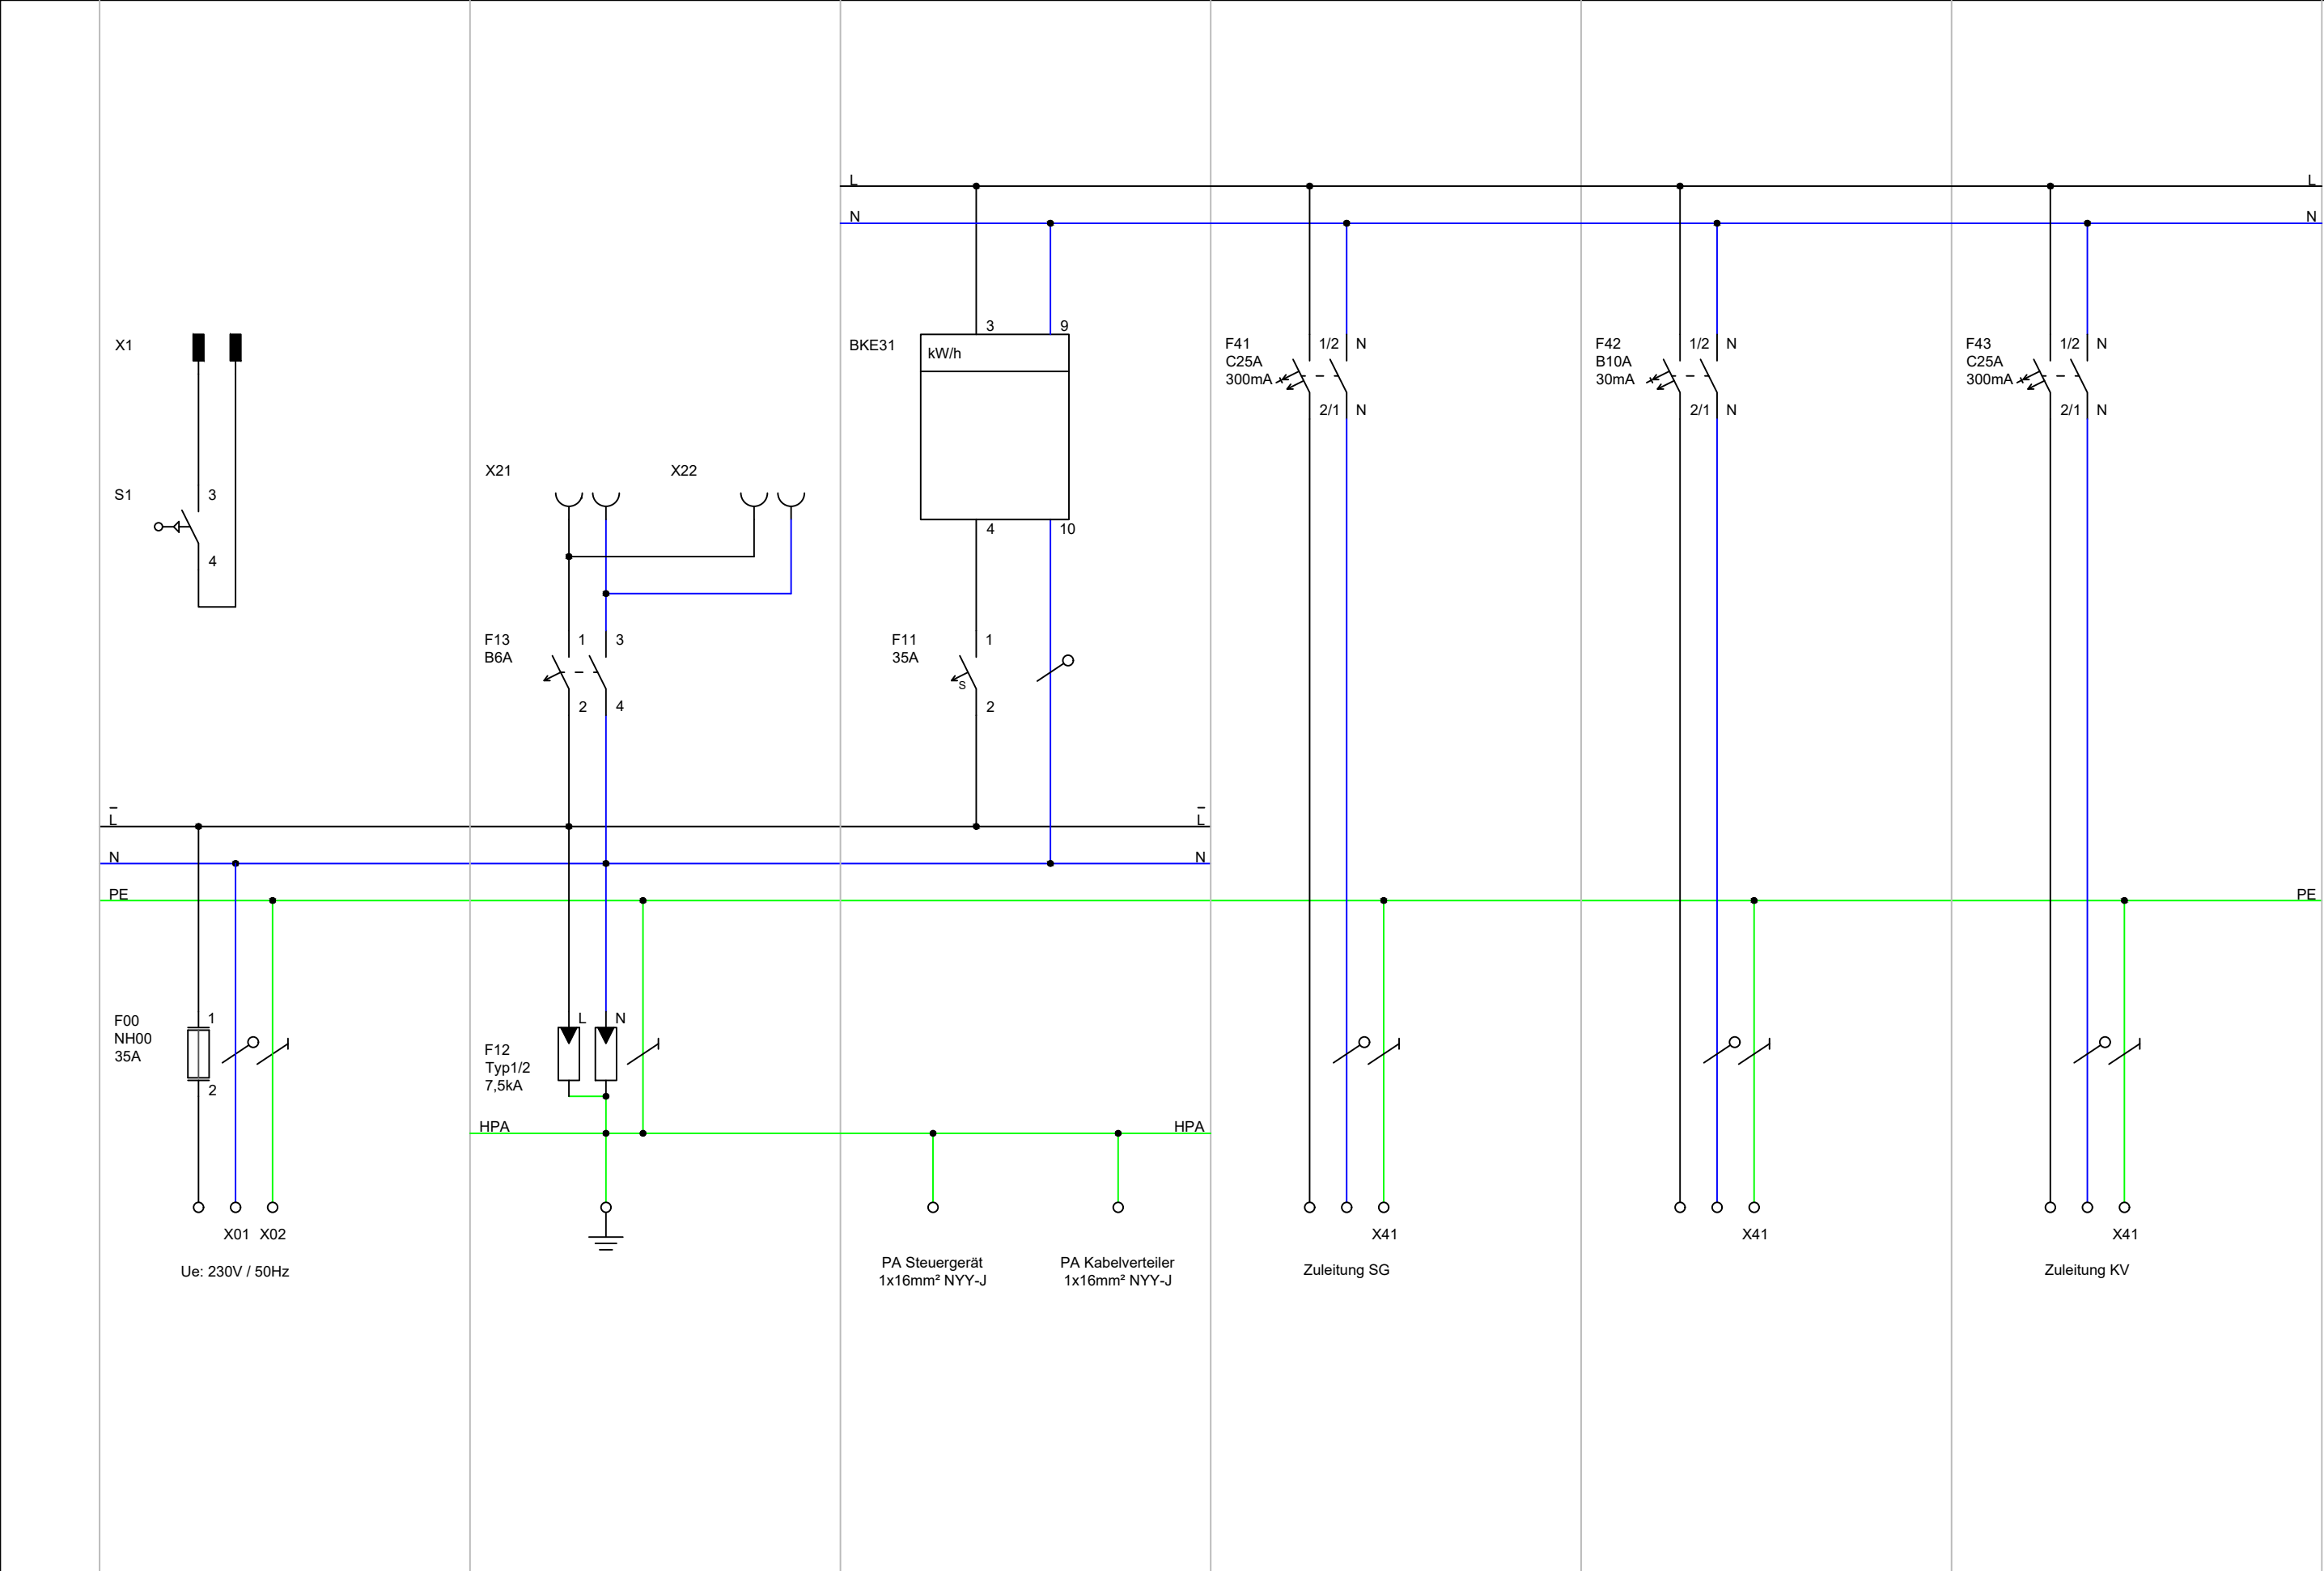 L
L
N
N
X1
S1
3
4
X21
X22
F13
B6A
1
3
2
4
BKE31
kW/h
3
9
4
10
F11
35A
1
S
2
F41
C25A
300mA
1/2
N
2/1
N
F42
B10A
30mA
1/2
N
2/1
N
F43
C25A
300mA
1/2
N
2/1
N
L
L
N
N
PE
PE
F00
NH00
35A
1
2
F12
Typ1/2
7,5kA
L
N
HPA
HPA
X01
X02
Ue: 230V / 50Hz
PA Steuergerät
1x16mm² NYY-J
PA Kabelverteiler
1x16mm² NYY-J
X41
Zuleitung SG
X41
X41
Zuleitung KV